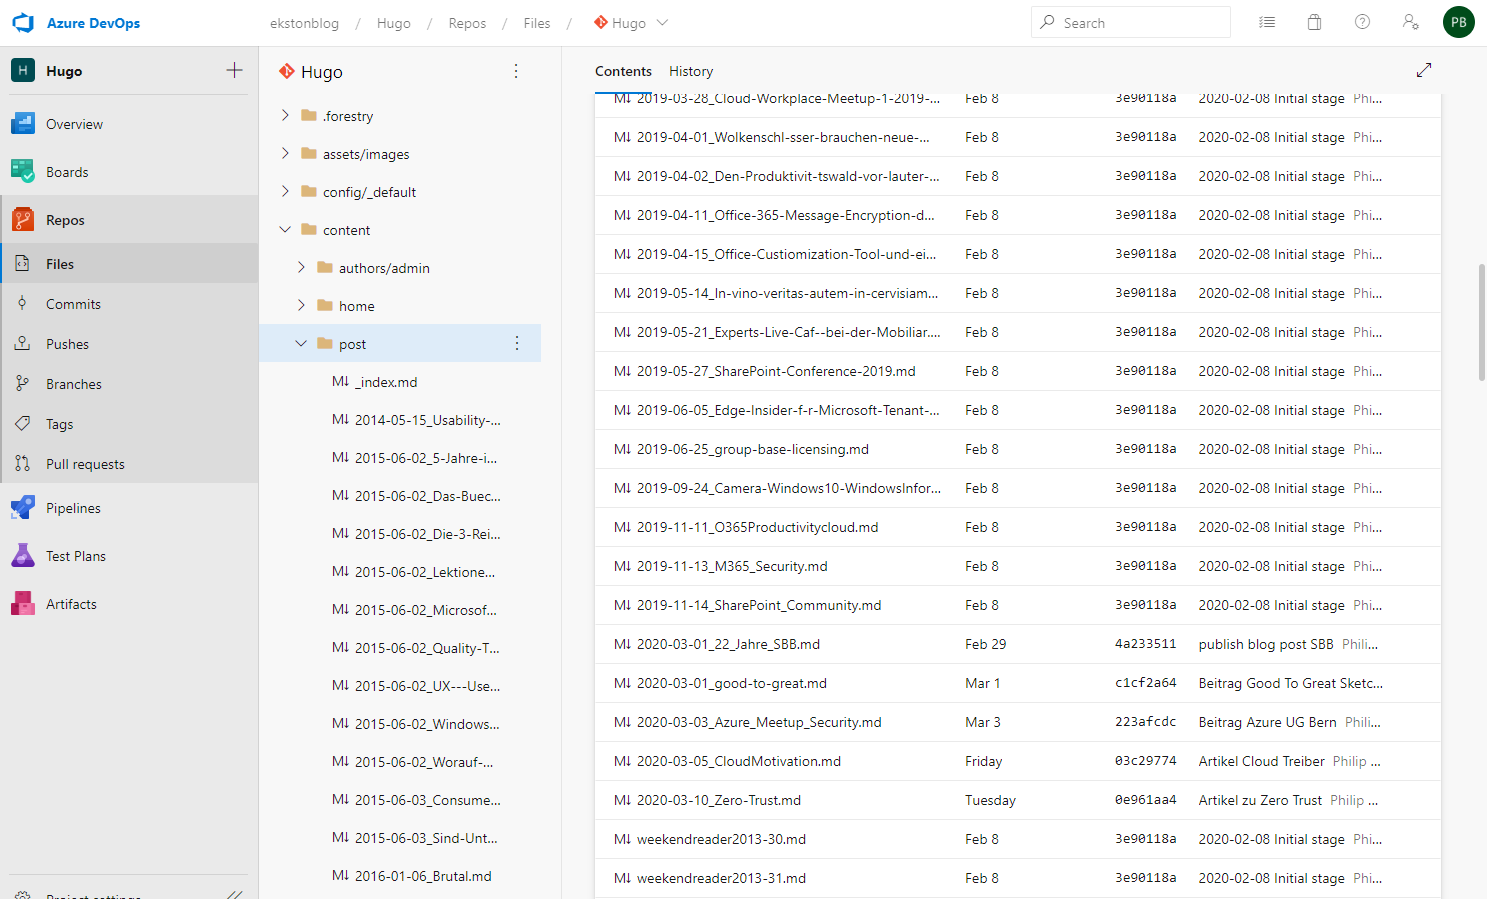 Azure DevOps
ekstonblog / Hugo / Repos / Files / Hugo
Search
PB
H Hugo
Overview
Boards
Repos
Files
Commits
Pushes
Branches
Tags
Pull requests
Pipelines
Test Plans
Artifacts
Project settings
Hugo
.forestry
assets/images
config/_default
content
authors/admin
home
post
M↓ _index.md
M↓ 2014-05-15_Usability-...
M↓ 2015-06-02_5-Jahre-i...
M↓ 2015-06-02_Das-Buec...
M↓ 2015-06-02_Die-3-Rei...
M↓ 2015-06-02_Lektione...
M↓ 2015-06-02_Microsof...
M↓ 2015-06-02_Quality-T...
M↓ 2015-06-02_UX---Use...
M↓ 2015-06-02_Windows...
M↓ 2015-06-02_Worauf-...
M↓ 2015-06-03_Consume...
M↓ 2015-06-03_Sind-Unt...
M↓ 2016-01-06_Brutal.md
Contents History
M↓ 2019-03-28_Cloud-Workplace-Meetup-1-2019-... Feb 8 3e90118a 2020-02-08 Initial stage Phi...
M↓ 2019-04-01_Wolkenschl-sser-brauchen-neue-... Feb 8 3e90118a 2020-02-08 Initial stage Phi...
M↓ 2019-04-02_Den-Produktivit-tswald-vor-lauter-... Feb 8 3e90118a 2020-02-08 Initial stage Phi...
M↓ 2019-04-11_Office-365-Message-Encryption-d... Feb 8 3e90118a 2020-02-08 Initial stage Phi...
M↓ 2019-04-15_Office-Custiomization-Tool-und-ei... Feb 8 3e90118a 2020-02-08 Initial stage Phi...
M↓ 2019-05-14_In-vino-veritas-autem-in-cervisiam... Feb 8 3e90118a 2020-02-08 Initial stage Phi...
M↓ 2019-05-21_Experts-Live-Caf--bei-der-Mobiliar.... Feb 8 3e90118a 2020-02-08 Initial stage Phi...
M↓ 2019-05-27_SharePoint-Conference-2019.md Feb 8 3e90118a 2020-02-08 Initial stage Phi...
M↓ 2019-06-05_Edge-Insider-f-r-Microsoft-Tenant-... Feb 8 3e90118a 2020-02-08 Initial stage Phi...
M↓ 2019-06-25_group-base-licensing.md Feb 8 3e90118a 2020-02-08 Initial stage Phi...
M↓ 2019-09-24_Camera-Windows10-WindowsInfor... Feb 8 3e90118a 2020-02-08 Initial stage Phi...
M↓ 2019-11-11_O365Productivitycloud.md Feb 8 3e90118a 2020-02-08 Initial stage Phi...
M↓ 2019-11-13_M365_Security.md Feb 8 3e90118a 2020-02-08 Initial stage Phi...
M↓ 2019-11-14_SharePoint_Community.md Feb 8 3e90118a 2020-02-08 Initial stage Phi...
M↓ 2020-03-01_22_Jahre_SBB.md Feb 29 4a233511 publish blog post SBB Phili...
M↓ 2020-03-01_good-to-great.md Mar 1 c1cf2a64 Beitrag Good To Great Sketc...
M↓ 2020-03-03_Azure_Meetup_Security.md Mar 3 223afcdc Beitrag Azure UG Bern Phili...
M↓ 2020-03-05_CloudMotivation.md Friday 03c29774 Artikel Cloud Treiber Philip ...
M↓ 2020-03-10_Zero-Trust.md Tuesday 0e961aa4 Artikel zu Zero Trust Philip ...
M↓ weekendreader2013-30.md Feb 8 3e90118a 2020-02-08 Initial stage Phi...
M↓ weekendreader2013-31.md Feb 8 3e90118a 2020-02-08 Initial stage Phi...